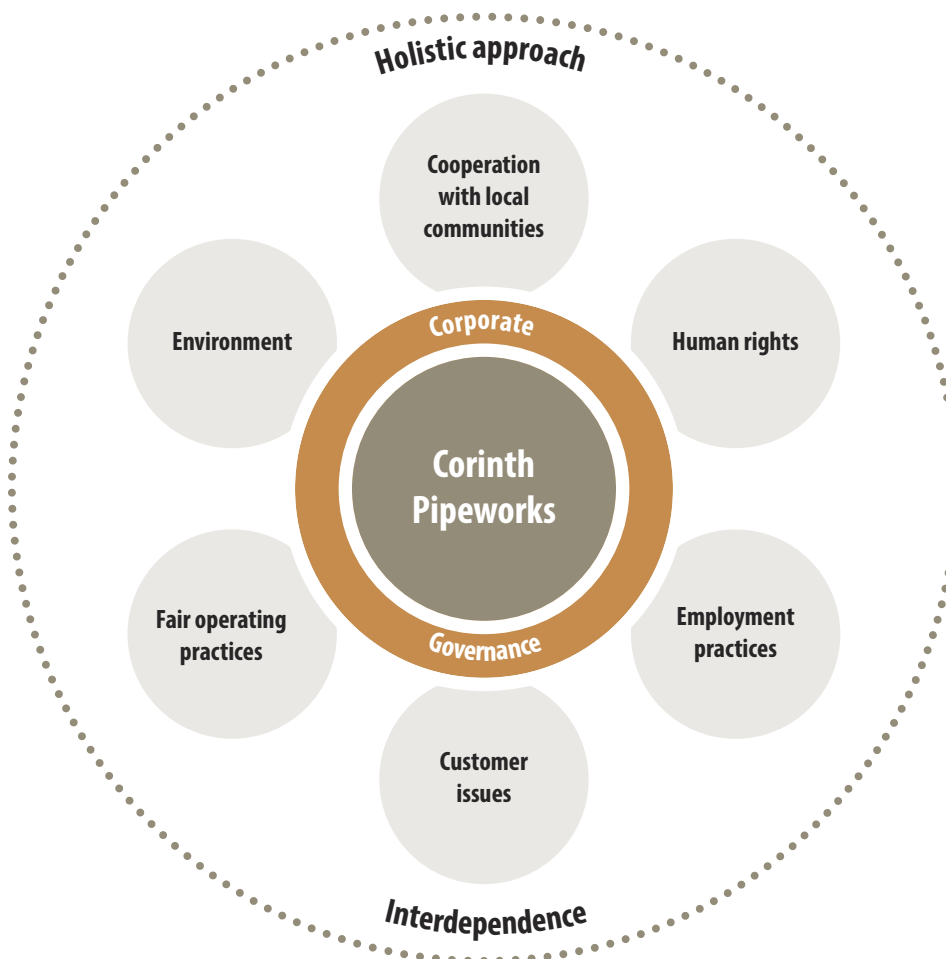 Holistic approach
Cooperation
with local
communities
Environment
Human rights
Corporate
Corinth
Pipeworks
Governance
Fair operating
practices
Employment
practices
Customer
issues
Interdependence